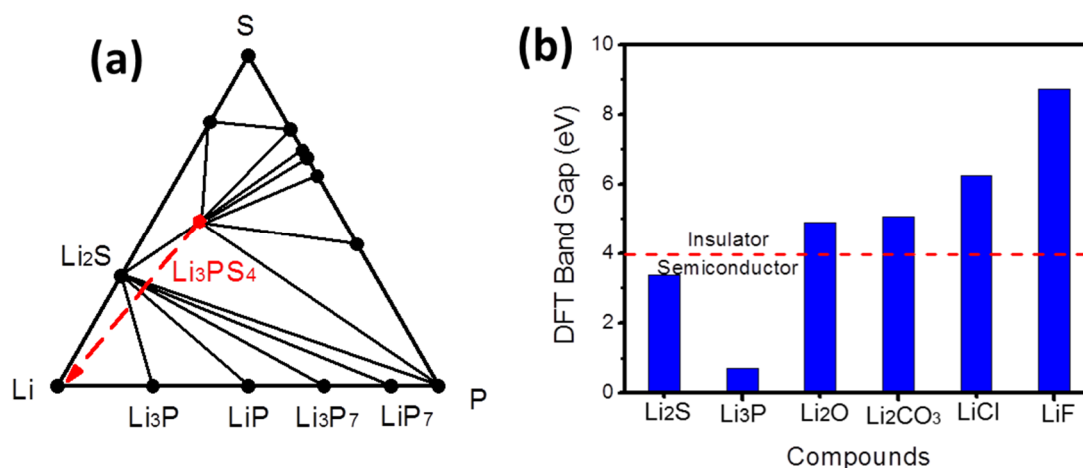 (a)
S
Li₂S
Li₃PS₄
Li
Li₃P
LiP
Li₃P₇
LiP₇
P
(b)
DFT Band Gap (eV)
10
8
6
4
2
0
Insulator
Semiconductor
Li₂S
Li₃P
Li₂O
Li₂CO₃
LiCl
LiF
Compounds